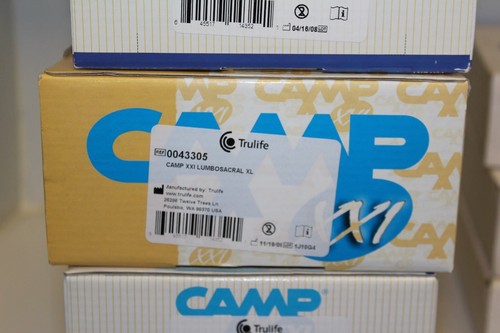 04/16/08
CAMP
XXI
Trulife
REF 0043305
CAMP XXI LUMBOSACRAL XL
manufactured by: Trulife
www.trulife.com
26296 Twelve Trees Ln
Poulsbo, WA 98370 USA
CAMP
Trulife